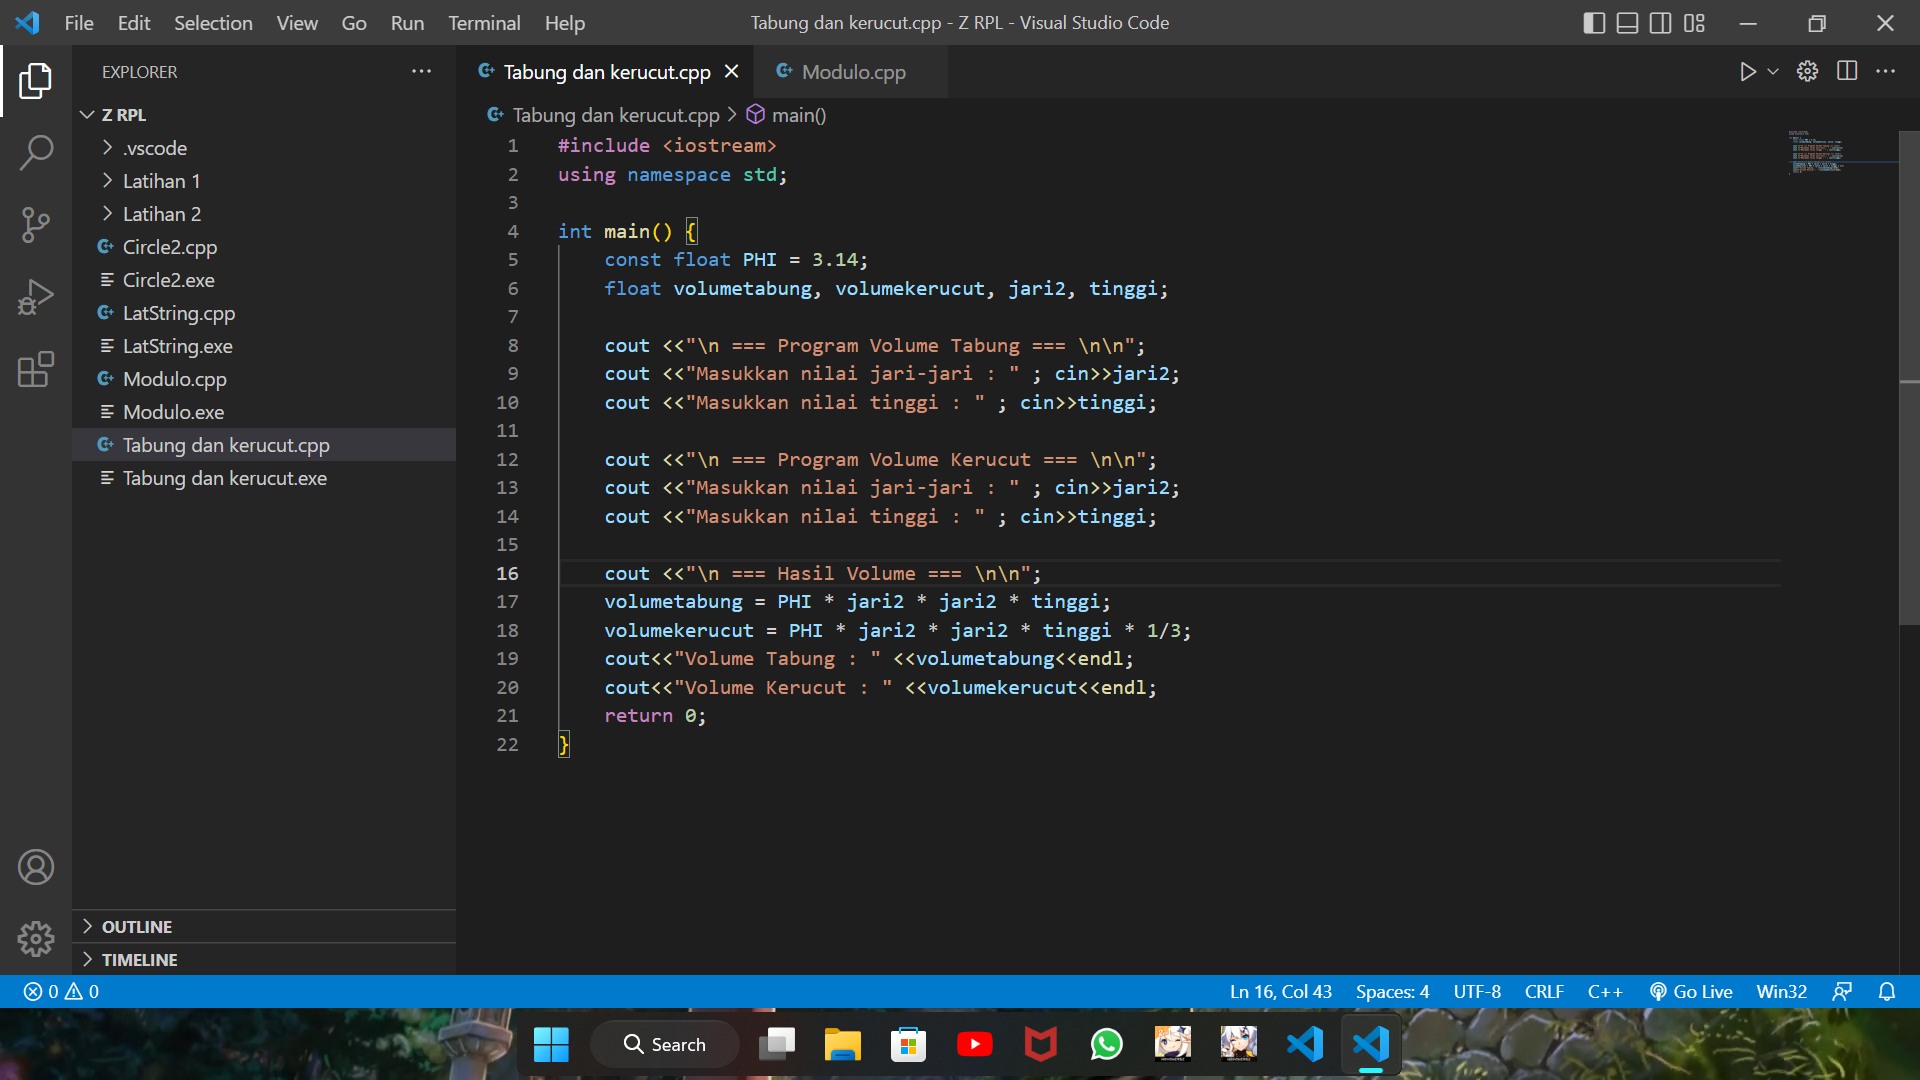 File Edit Selection View Go Run Terminal Help
Tabung dan kerucut.cpp - Z RPL - Visual Studio Code
EXPLORER
Z RPL
.vscode
Latihan 1
Latihan 2
Circle2.cpp
Circle2.exe
LatString.cpp
LatString.exe
Modulo.cpp
Modulo.exe
Tabung dan kerucut.cpp
Tabung dan kerucut.exe
OUTLINE
TIMELINE
Tabung dan kerucut.cpp Modulo.cpp
Tabung dan kerucut.cpp > main()
1 #include <iostream>
2 using namespace std;
3
4 int main() {
5 const float PHI = 3.14;
6 float volumetabung, volumekerucut, jari2, tinggi;
7
8 cout <<"\n === Program Volume Tabung === \n\n";
9 cout <<"Masukkan nilai jari-jari : " ; cin>>jari2;
10 cout <<"Masukkan nilai tinggi : " ; cin>>tinggi;
11
12 cout <<"\n === Program Volume Kerucut === \n\n";
13 cout <<"Masukkan nilai jari-jari : " ; cin>>jari2;
14 cout <<"Masukkan nilai tinggi : " ; cin>>tinggi;
15
16 cout <<"\n === Hasil Volume === \n\n";
17 volumetabung = PHI * jari2 * jari2 * tinggi;
18 volumekerucut = PHI * jari2 * jari2 * tinggi * 1/3;
19 cout<<"Volume Tabung : " <<volumetabung<<endl;
20 cout<<"Volume Kerucut : " <<volumekerucut<<endl;
21 return 0;
22 }
0 0
Ln 16, Col 43 Spaces: 4 UTF-8 CRLF C++ Go Live Win32
Search